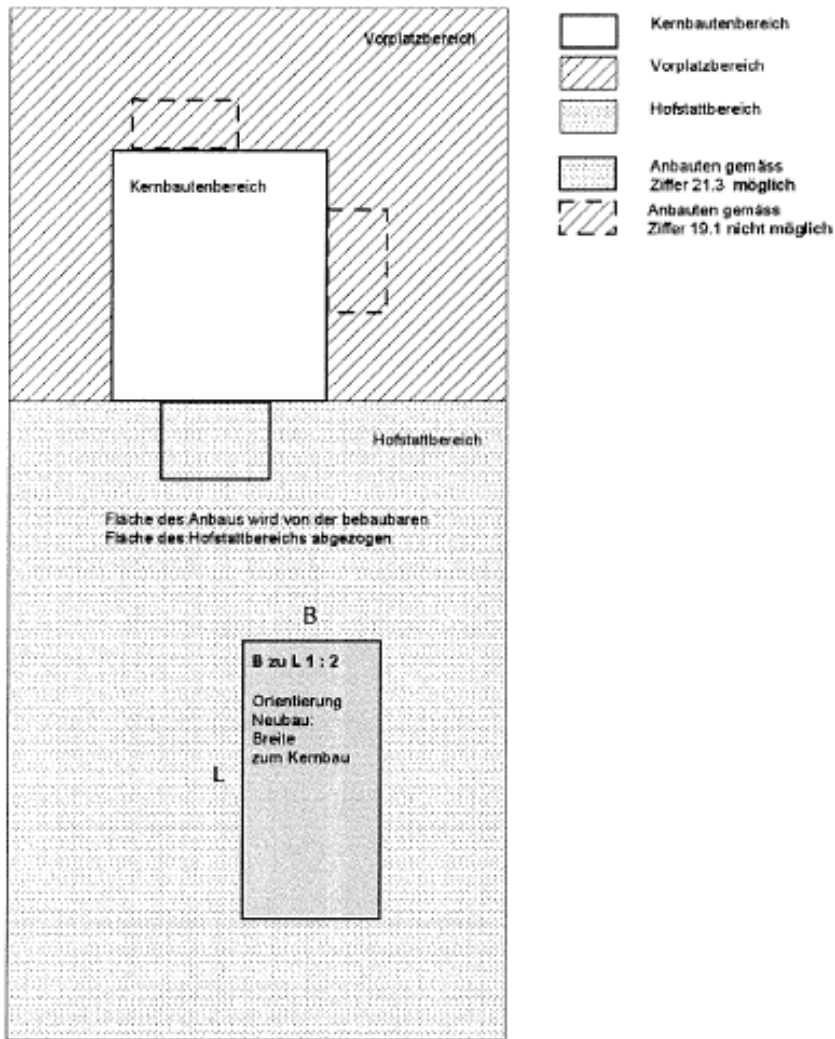 Vorplatzbereich
Kernbautenbereich
Hofstattbereich
Fläche des Anbaus wird von der bebaubaren
Fläche des Hofstattbereichs abgezogen
B
B zu L 1 : 2
Orientierung
Neubau:
Breite
zum Kernbau
L
Kernbautenbereich
Vorplatzbereich
Hofstattbereich
Anbauten gemäss
Ziffer 21.3 möglich
Anbauten gemäss
Ziffer 19.1 nicht möglich